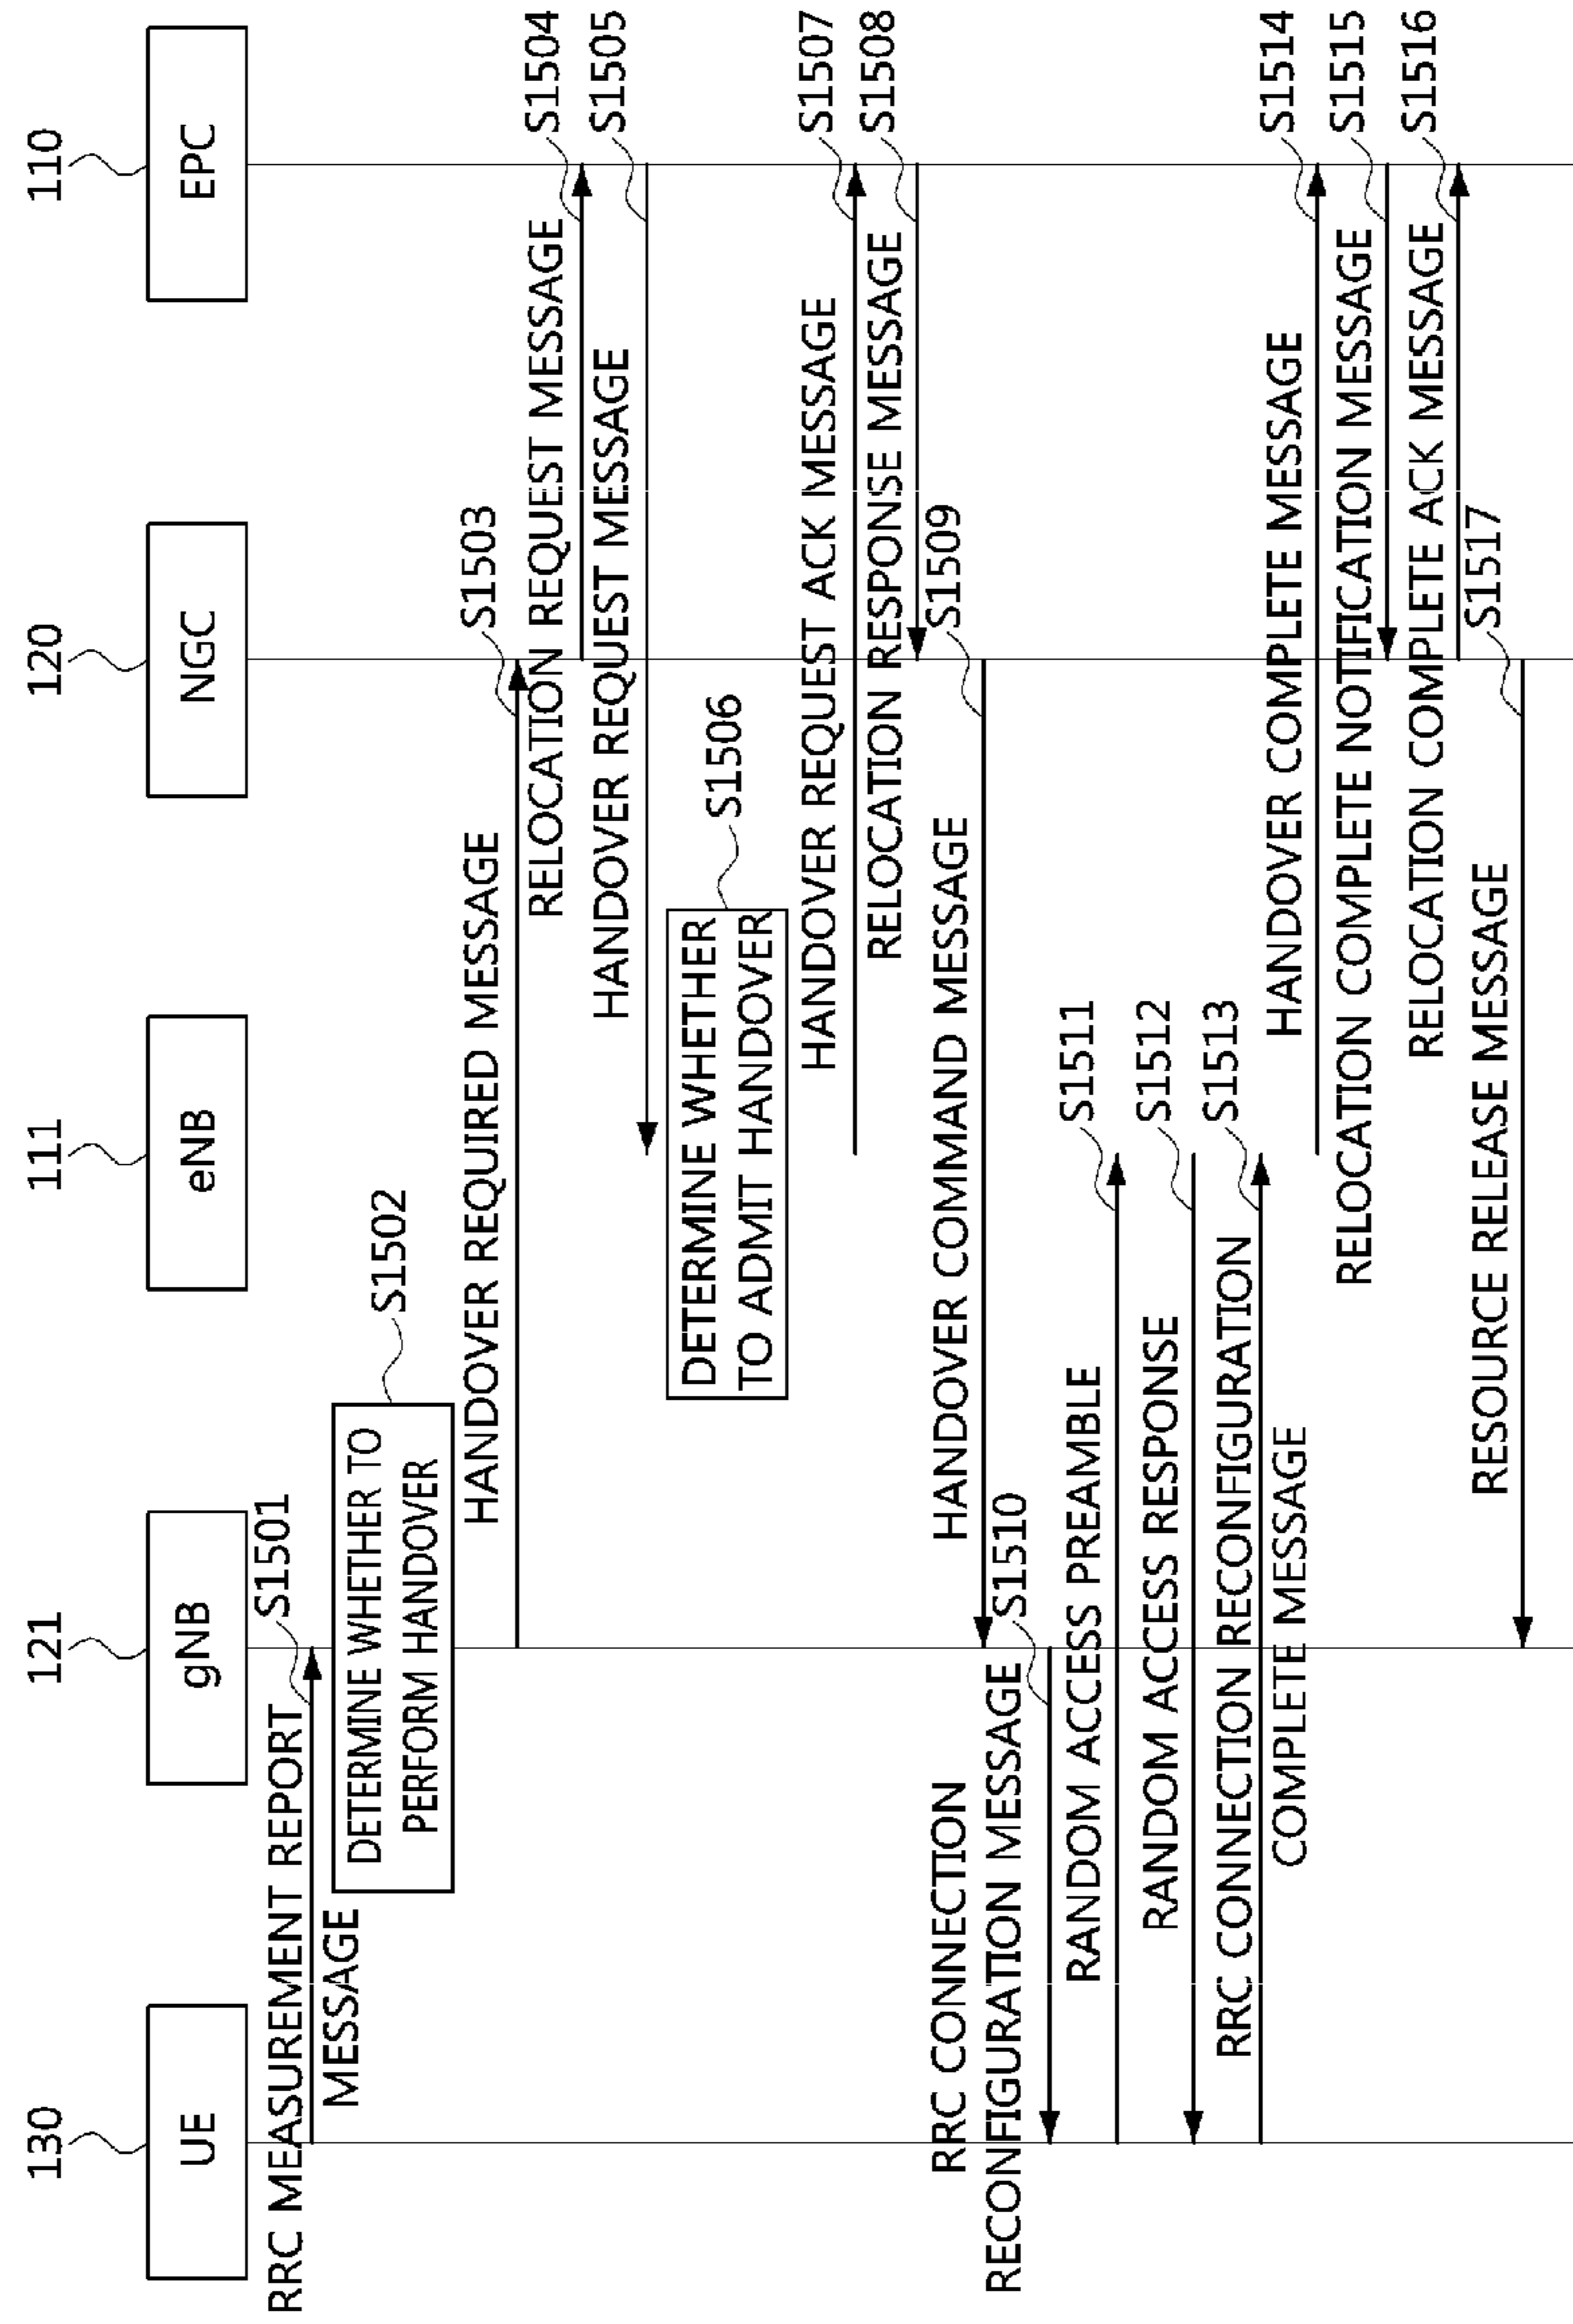 130
121
111
120
110
UE
gNB
eNB
NGC
EPC
RRC MEASUREMENT REPORT
MESSAGE
S1501
DETERMINE WHETHER TO
PERFORM HANDOVER
S1502
HANDOVER REQUIRED MESSAGE
S1503
RELOCATION REQUEST MESSAGE
S1504
HANDOVER REQUEST MESSAGE
S1505
DETERMINE WHETHER
TO ADMIT HANDOVER
S1506
HANDOVER REQUEST ACK MESSAGE
S1507
RELOCATION RESPONSE MESSAGE
S1508
HANDOVER COMMAND MESSAGE
S1509
RRC CONNECTION
RECONFIGURATION MESSAGE
S1510
RANDOM ACCESS PREAMBLE
S1511
RANDOM ACCESS RESPONSE
S1512
RRC CONNECTION RECONFIGURATION
COMPLETE MESSAGE
S1513
HANDOVER COMPLETE MESSAGE
S1514
RELOCATION COMPLETE NOTIFICATION MESSAGE
S1515
RELOCATION COMPLETE ACK MESSAGE
S1516
RESOURCE RELEASE MESSAGE
S1517